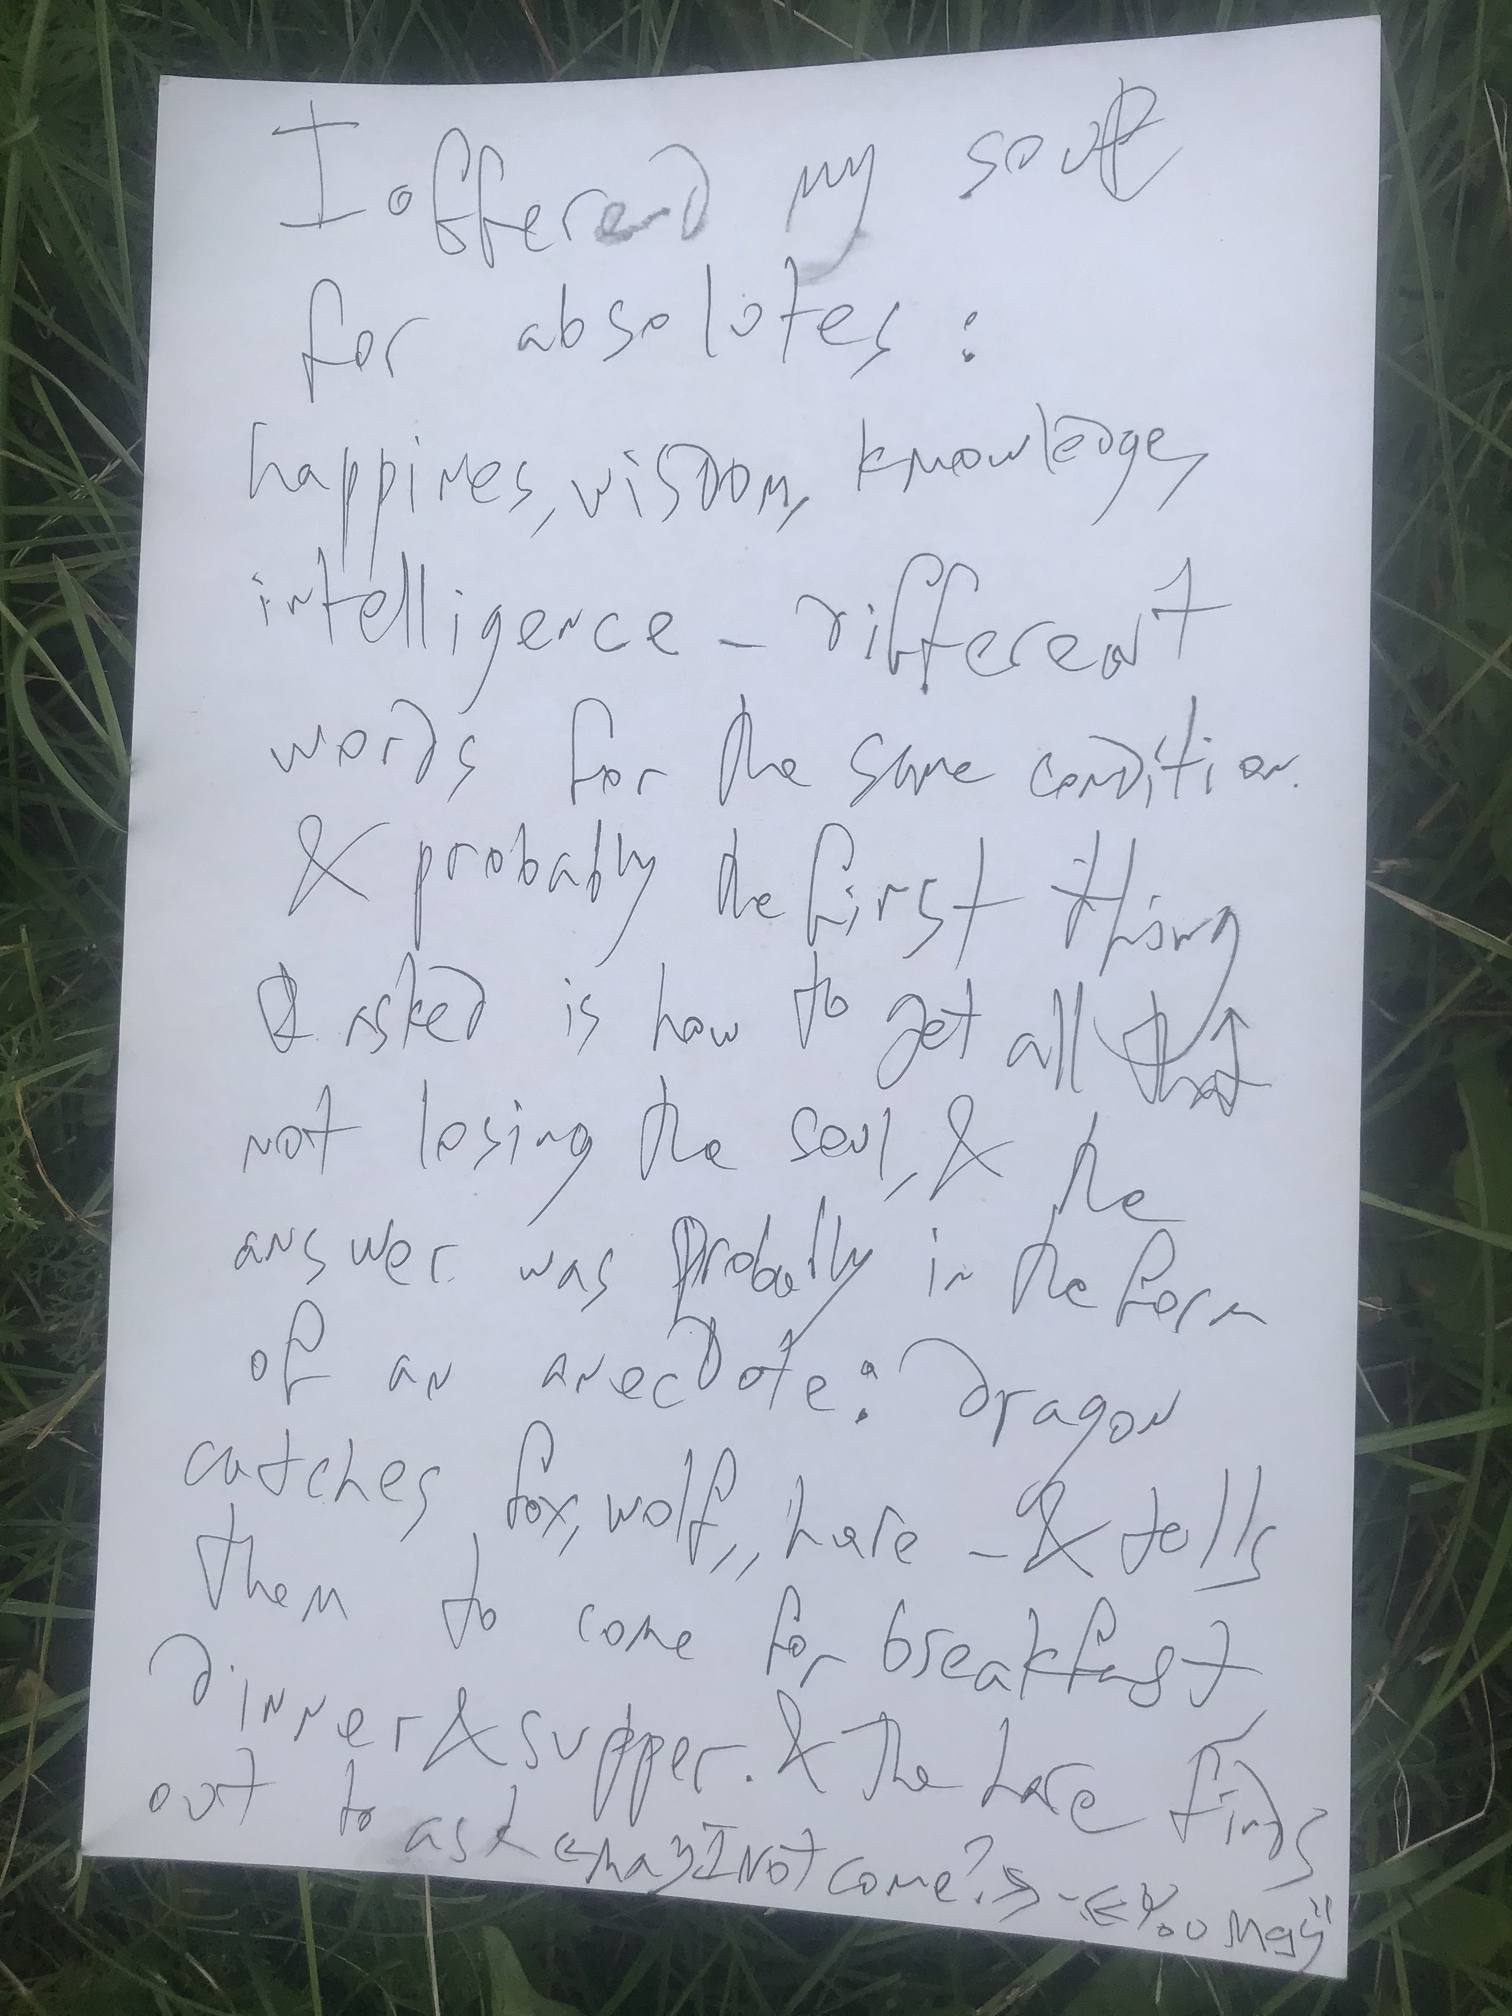 I offered my soul
for absolutes:
happines, wisdom, knowledge,
intelligence – different
words for the same condition.
& probably the first thing
I asked is how to get all that
not losing the soul, & the
answer was probably in the form
of an anecdote: dragon
catches fox, wolf,, hare – & tells
them to come for breakfast
dinner & supper. & the hare finds
out to ask «may I not come?» – «You may"